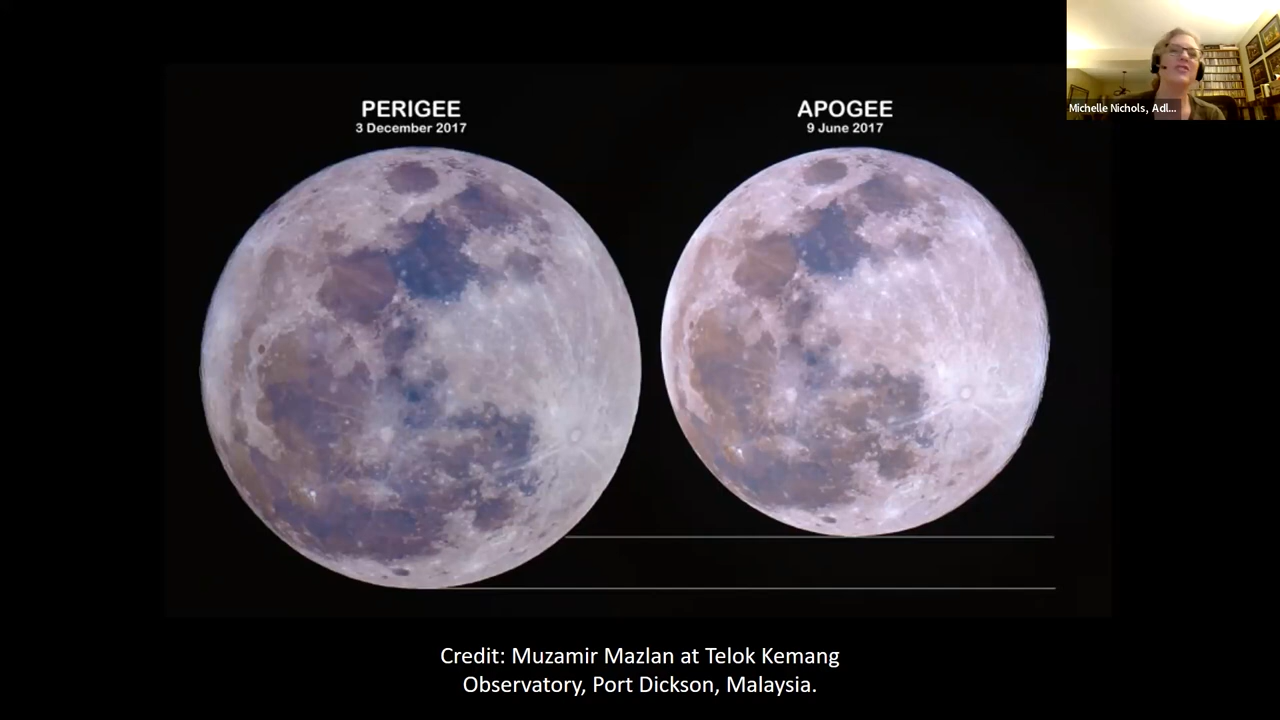 PERIGEE
3 December 2017
APOGEE
9 June 2017
Michelle Nichols, Adl...
Credit: Muzamir Mazlan at Telok Kemang
Observatory, Port Dickson, Malaysia.